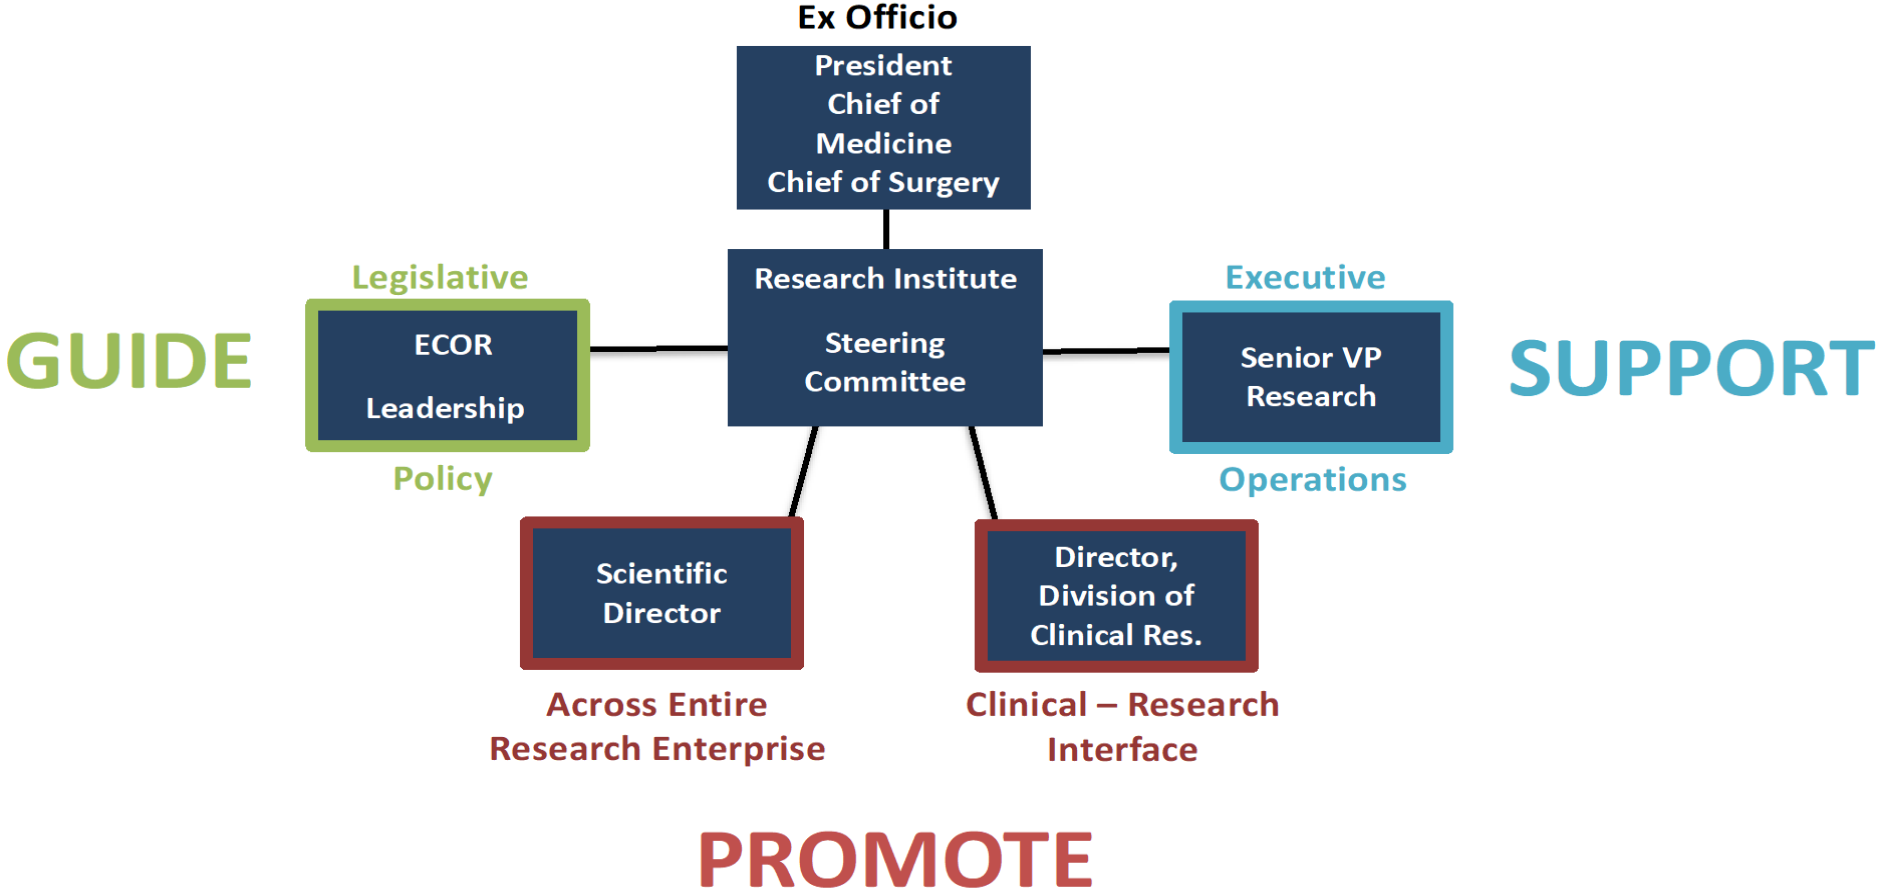 Ex Officio
President
Chief of
Medicine
Chief of Surgery
Research Institute
Steering
Committee
GUIDE
Legislative
ECOR
Leadership
Policy
Executive
Senior VP
Research
Operations
SUPPORT
Scientific
Director
Across Entire
Research Enterprise
Director,
Division of
Clinical Res.
Clinical – Research
Interface
PROMOTE